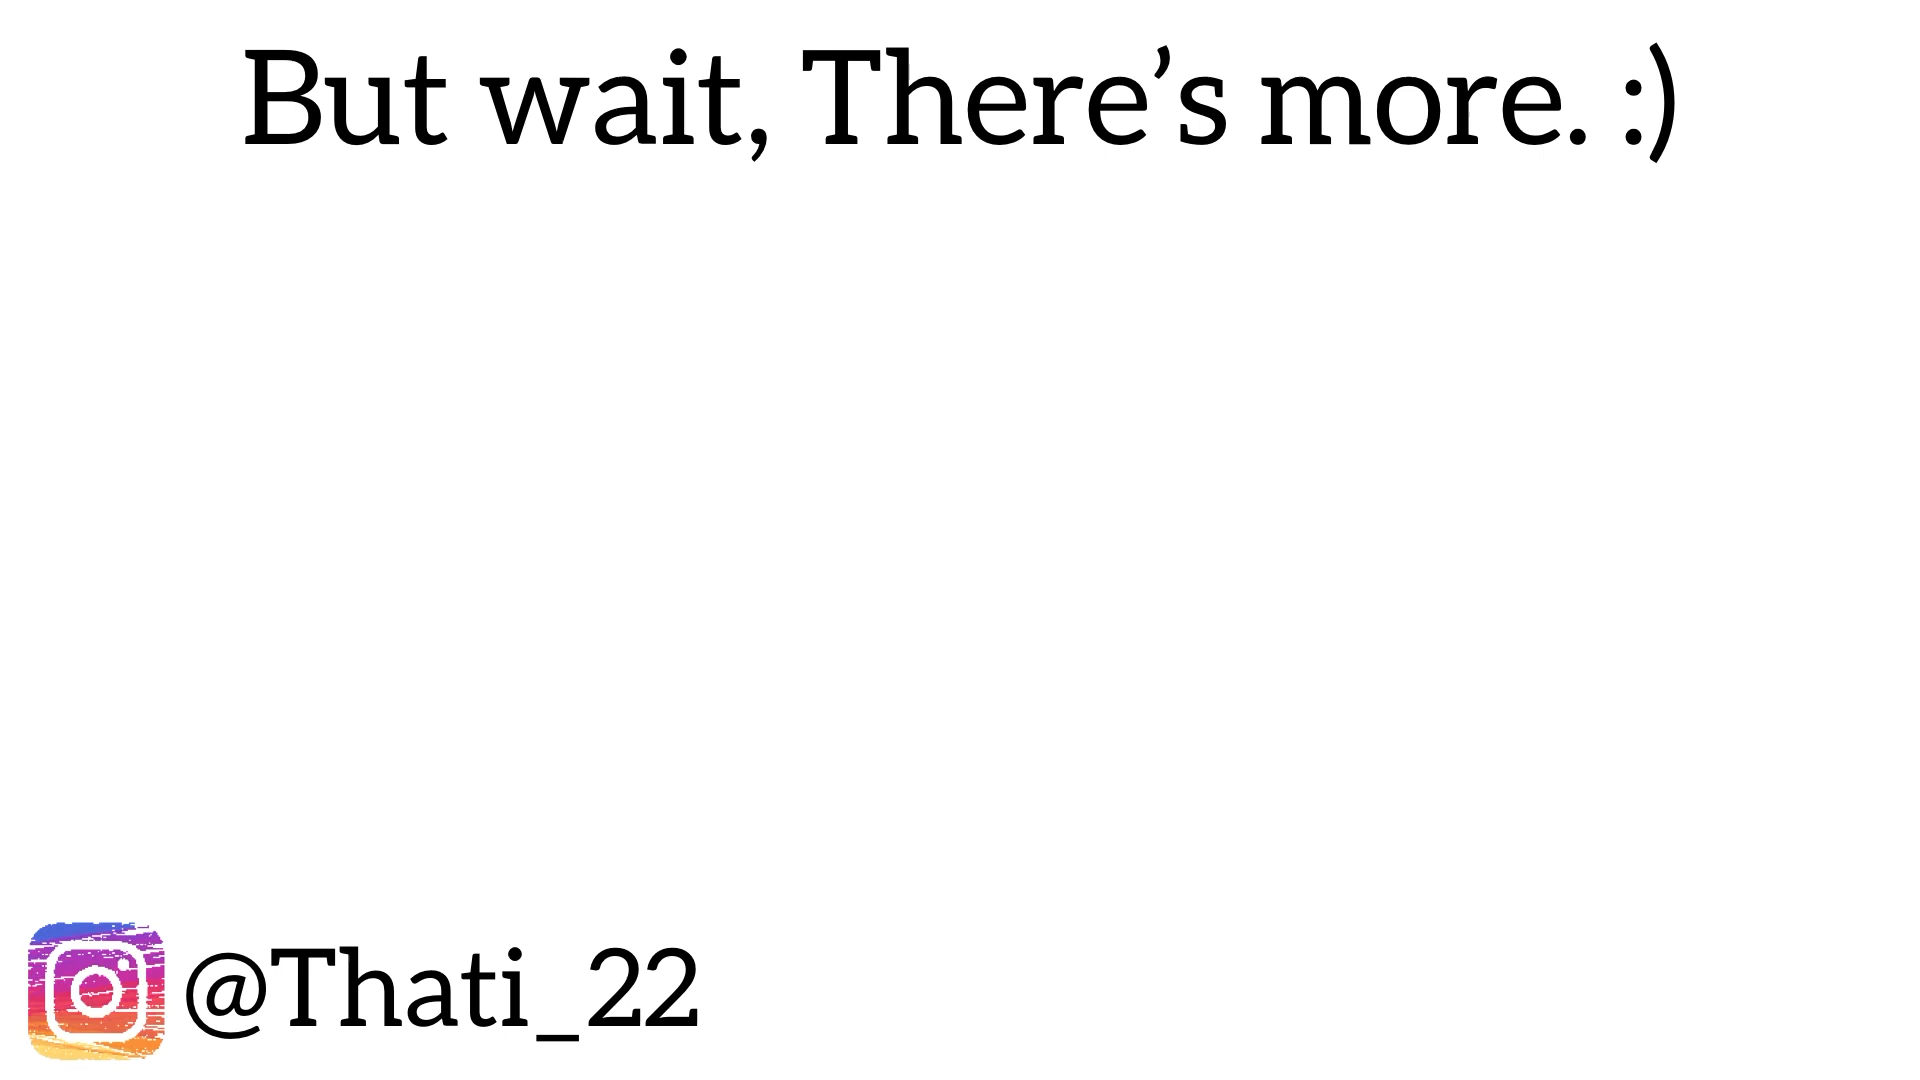 But wait, There’s more. :)
@Thati_22